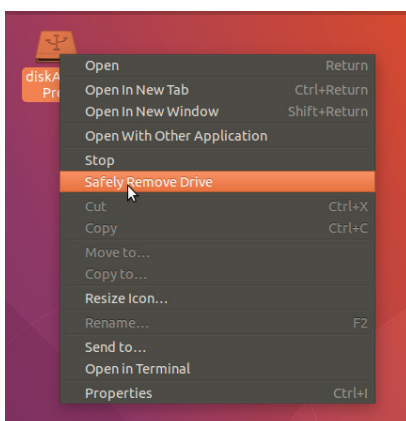 diskA
Pro
Open Return
Open In New Tab Ctrl+Return
Open In New Window Shift+Return
Open With Other Application
Stop
Safely Remove Drive
Cut Ctrl+X
Copy Ctrl+C
Move to…
Copy to…
Resize Icon…
Rename… F2
Send to…
Open in Terminal
Properties Ctrl+I